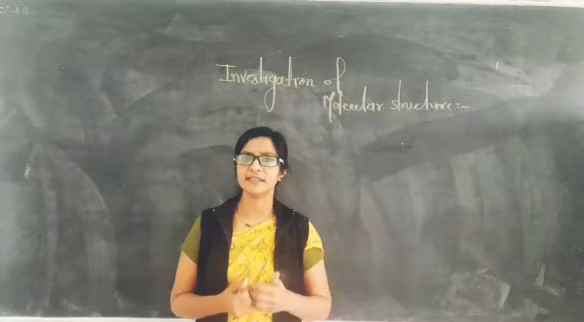 Investigation of
Molecular structure:-